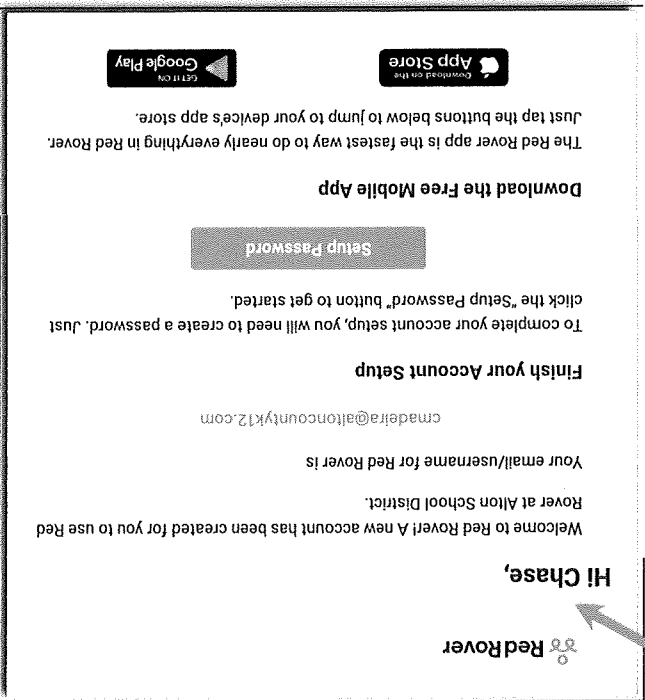 Red Rover
Hi Chase,
Welcome to Red Rover! A new account has been created for you to use Red
Rover at Alton School District.
Your email/username for Red Rover is
cmadeira@altoncountyk12.com
Finish your Account Setup
To complete your account setup, you will need to create a password. Just
click the "Setup Password" button to get started.
Setup Password
Download the Free Mobile App
The Red Rover app is the fastest way to do nearly everything in Red Rover.
Just tap the buttons below to jump to your device's app store.
Download on the
App Store
GET IT ON
Google Play